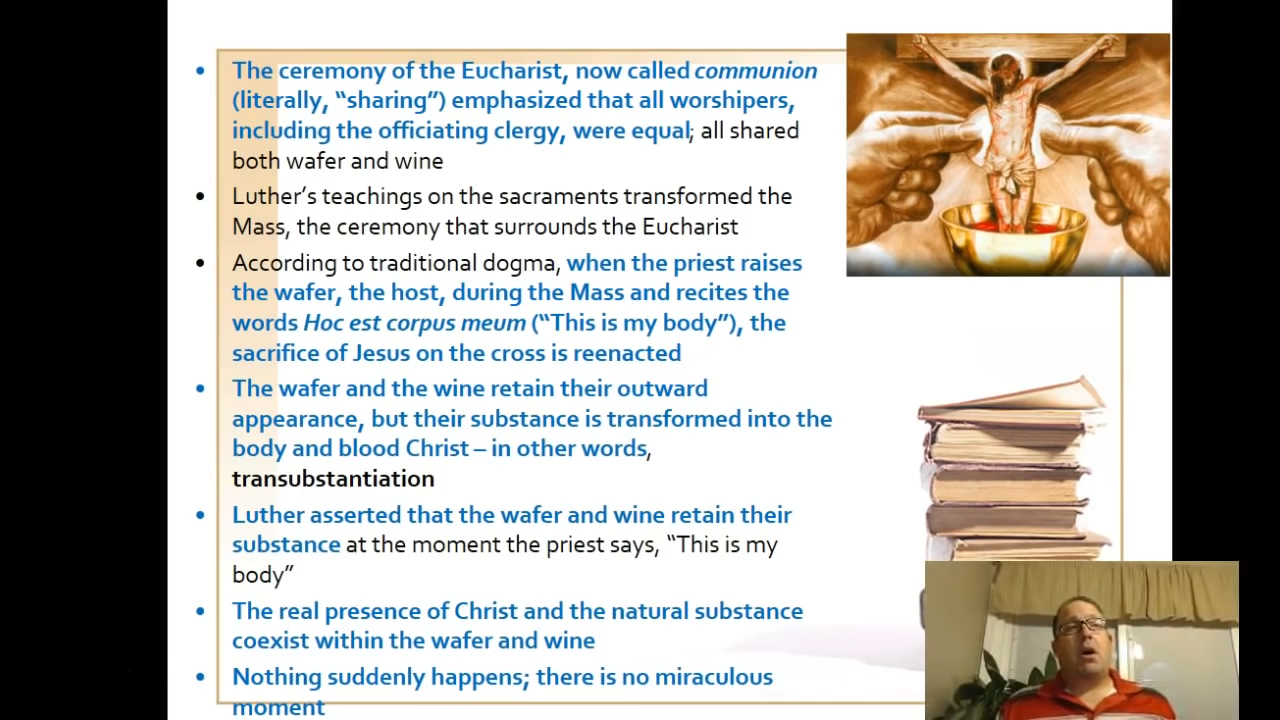 • The ceremony of the Eucharist, now called communion
(literally, “sharing”) emphasized that all worshipers,
including the officiating clergy, were equal; all shared
both wafer and wine
• Luther’s teachings on the sacraments transformed the
Mass, the ceremony that surrounds the Eucharist
• According to traditional dogma, when the priest raises
the wafer, the host, during the Mass and recites the
words Hoc est corpus meum (“This is my body”), the
sacrifice of Jesus on the cross is reenacted
• The wafer and the wine retain their outward
appearance, but their substance is transformed into the
body and blood Christ – in other words,
transubstantiation
• Luther asserted that the wafer and wine retain their
substance at the moment the priest says, “This is my
body”
• The real presence of Christ and the natural substance
coexist within the wafer and wine
• Nothing suddenly happens; there is no miraculous
moment